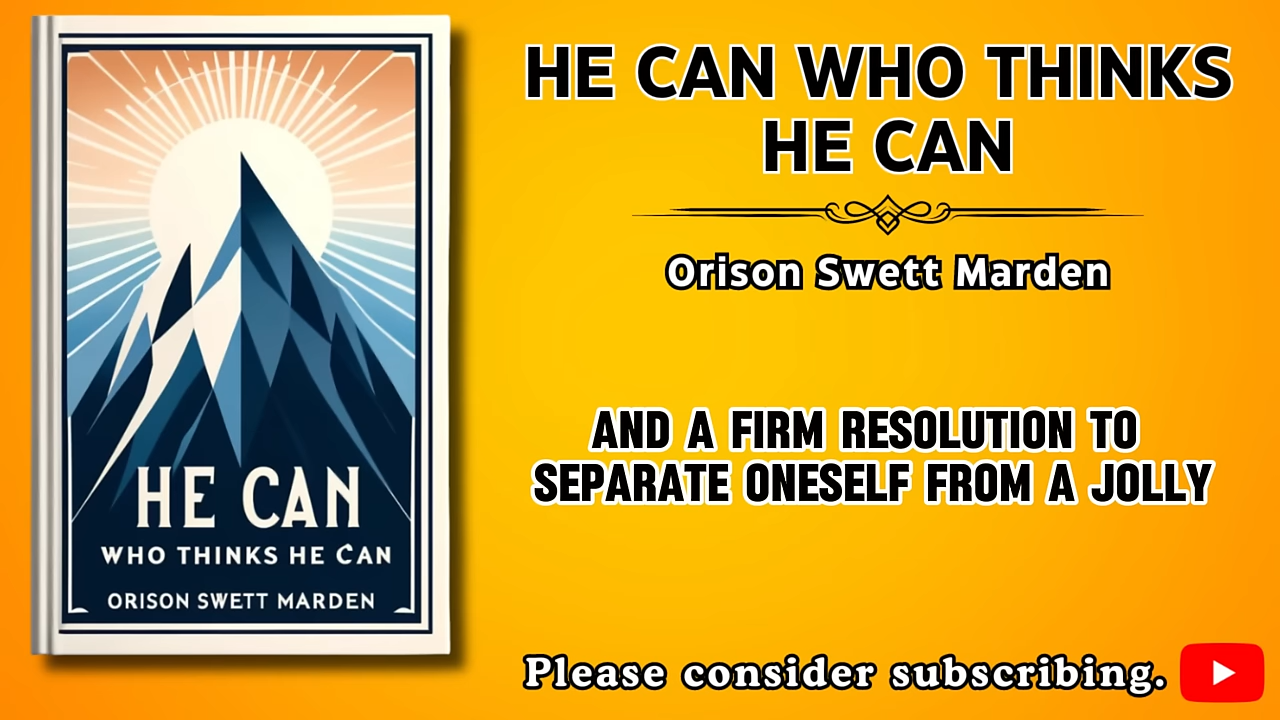 HE CAN
WHO THINKS HE CAN
ORISON SWETT MARDEN
HE CAN WHO THINKS
HE CAN
Orison Swett Marden
AND A FIRM RESOLUTION TO
SEPARATE ONESELF FROM A JOLLY
Please consider subscribing.